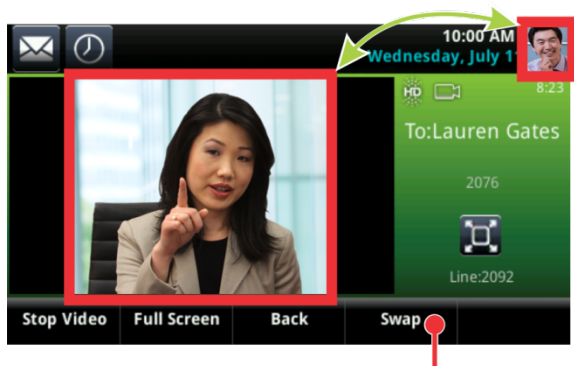 10:00 AM
Wednesday, July 1
HD
8:23
To:Lauren Gates
2076
Line:2092
Stop Video
Full Screen
Back
Swap